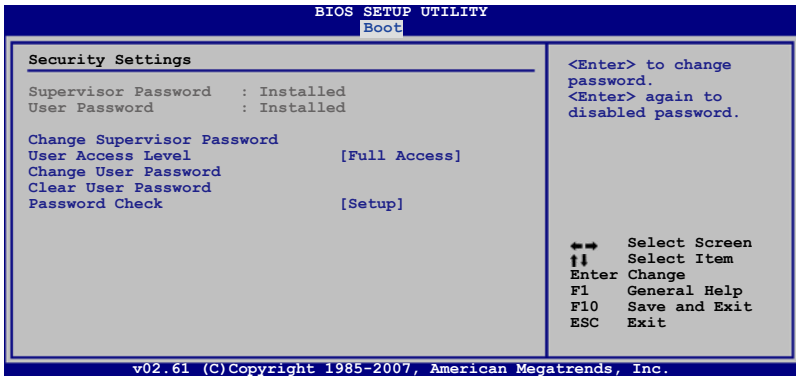 BIOS SETUP UTILITY
Boot
Security Settings
Supervisor Password : Installed
User Password : Installed
Change Supervisor Password
User Access Level [Full Access]
Change User Password
Clear User Password
Password Check [Setup]
<Enter> to change
password.
<Enter> again to
disabled password.
←→ Select Screen
↑↓ Select Item
Enter Change
F1 General Help
F10 Save and Exit
ESC Exit
v02.61 (C)Copyright 1985-2007, American Megatrends, Inc.